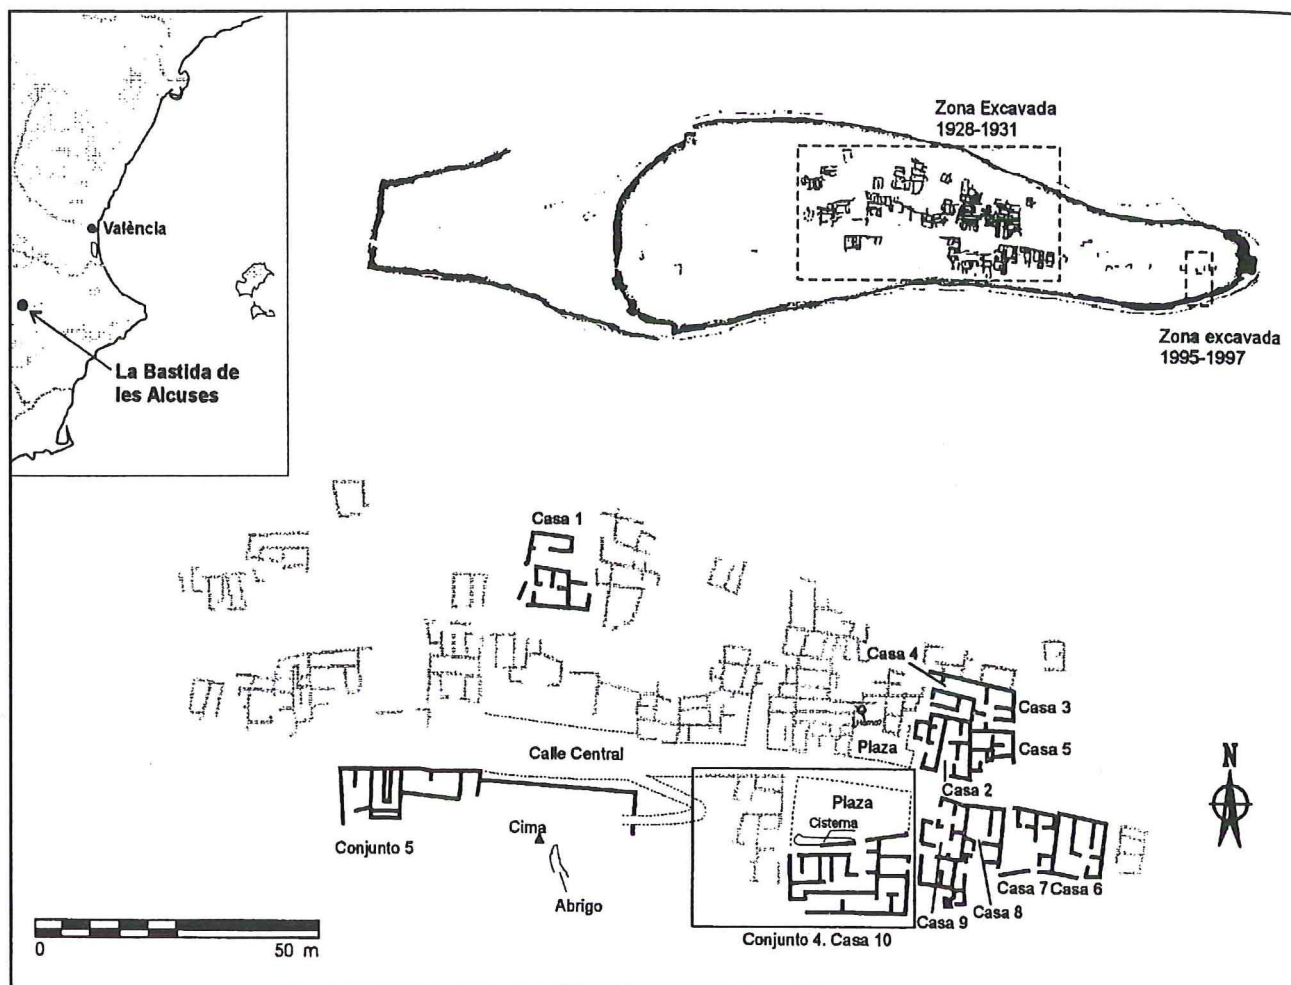 València
La Bastida de
les Alcuses
Zona Excavada
1928-1931
Zona excavada
1995-1997
Casa 1
Casa 4
Casa 3
Horno
Plaza
Casa 5
Calle Central
Casa 2
N
Plaza
Cisterna
Cima
Conjunto 5
Abrigo
Casa 7
Casa 6
Casa 8
Casa 9
Conjunto 4. Casa 10
0
50 m